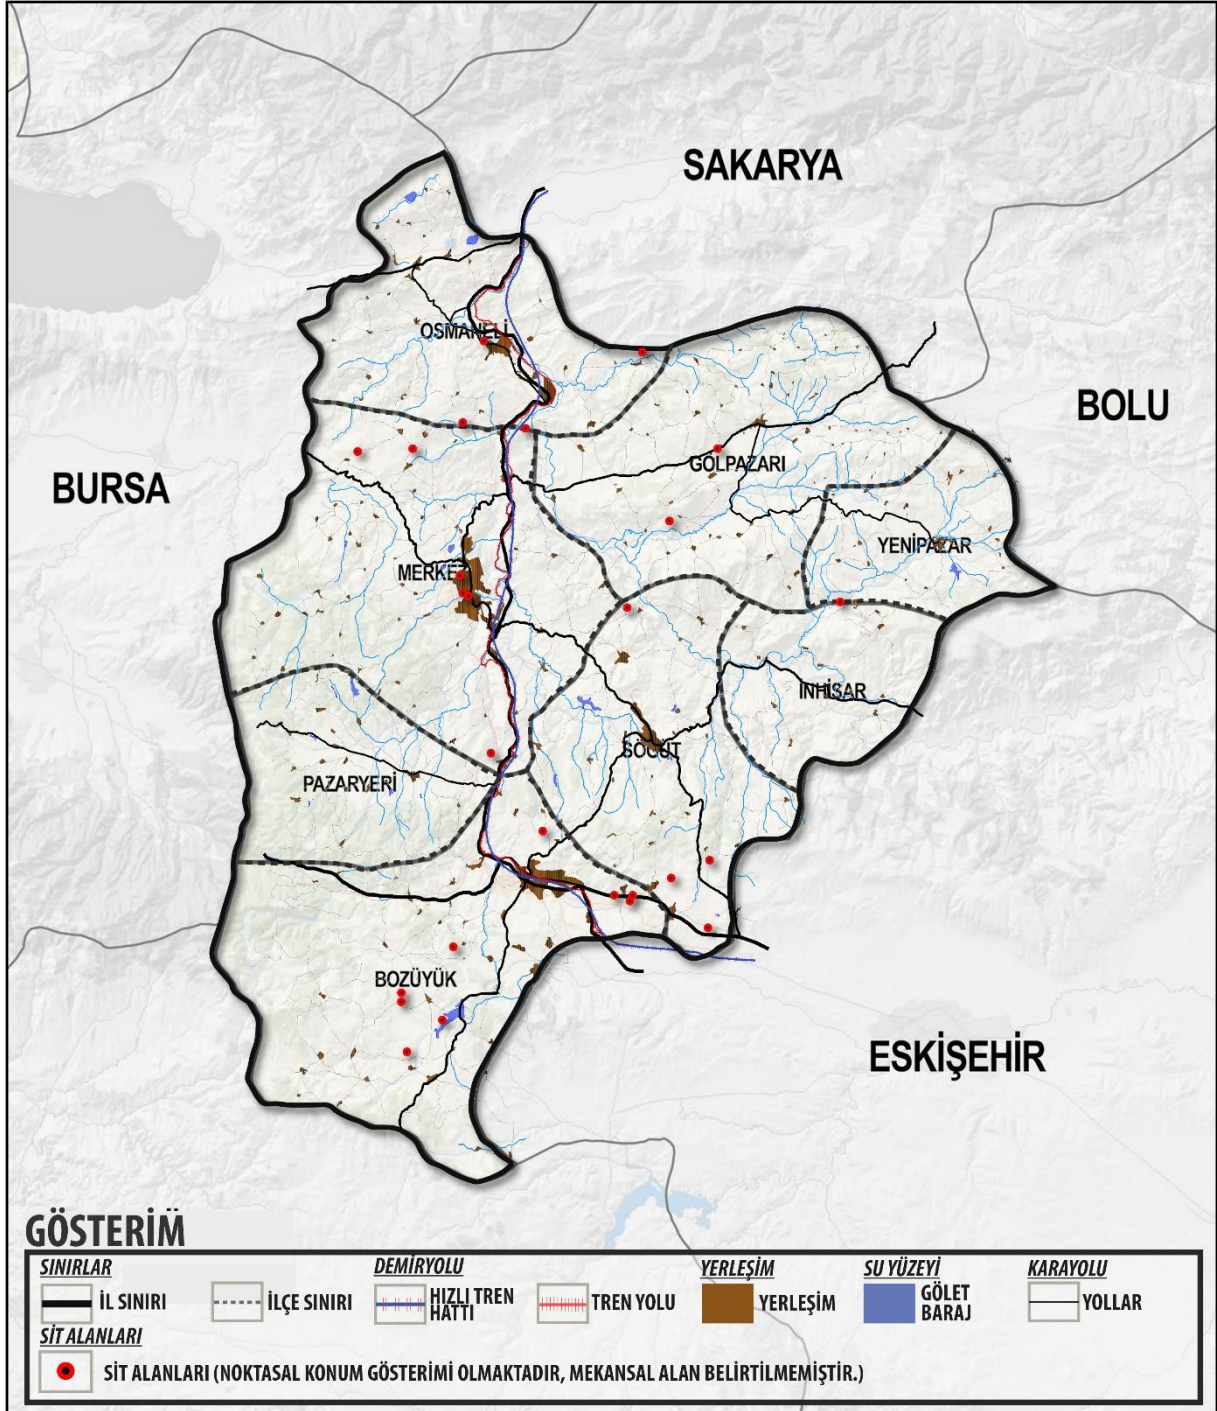 SAKARYA
OSMANELİ
BOLU
GÖLPAZARI
BURSA
YENİPAZAR
MERKEZ
İNHİSAR
SÖĞÜT
PAZARYERİ
BOZÜYÜK
ESKİŞEHİR
GÖSTERİM
SINIRLAR
İL SINIRI
İLÇE SINIRI
DEMİRYOLU
HIZLI TREN
HATTI
TREN YOLU
YERLEŞİM
YERLEŞİM
SU YÜZEYİ
GÖLET
BARAJ
KARAYOLU
YOLLAR
SİT ALANLARI
SİT ALANLARI (NOKTASAL KONUM GÖSTERİMİ OLMAKTADIR, MEKANSAL ALAN BELİRTİLMEMİŞTİR.)